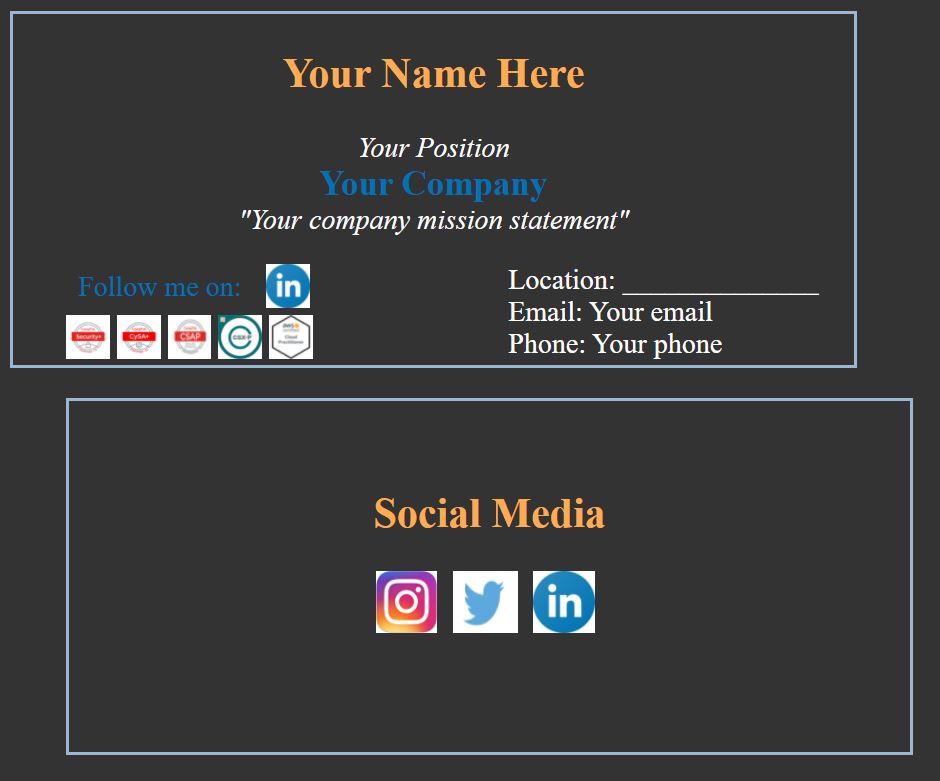 Your Name Here
Your Position
Your Company
"Your company mission statement"
Follow me on: in
Location: ______________
Email: Your email
Phone: Your phone
Security+ CySA+ CSAP CSX-P aws certified Cloud Practitioner
Social Media
in